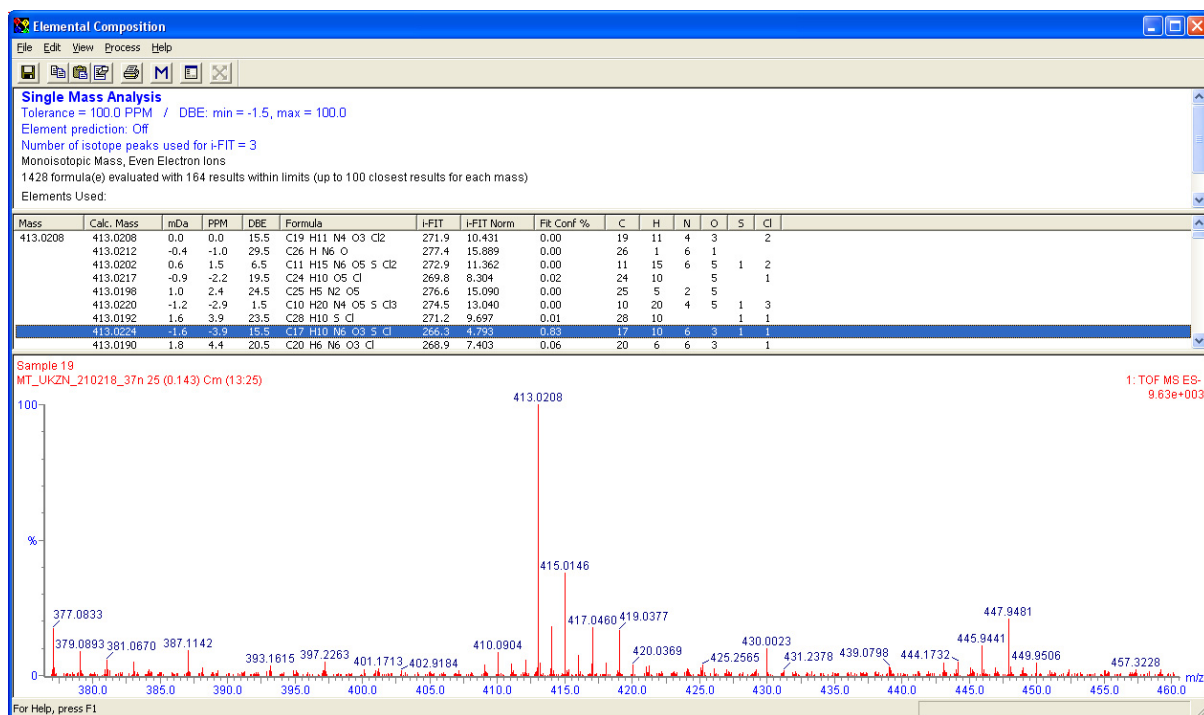 Elemental Composition
File Edit View Process Help
M
Single Mass Analysis
Tolerance = 100.0 PPM / DBE: min = -1.5, max = 100.0
Element prediction: Off
Number of isotope peaks used for i-FIT = 3
Monoisotopic Mass, Even Electron Ions
1428 formula(e) evaluated with 164 results within limits (up to 100 closest results for each mass)
Elements Used:
Mass Calc. Mass mDa PPM DBE Formula i-FIT i-FIT Norm Fit Conf % C H N O S Cl
413.0208 413.0208 0.0 0.0 15.5 C19 H11 N4 O3 Cl2 271.9 10.431 0.00 19 11 4 3 2
413.0212 -0.4 -1.0 29.5 C26 H N6 O 277.4 15.889 0.00 26 1 6 1
413.0202 0.6 1.5 6.5 C11 H15 N6 O5 S Cl2 272.9 11.362 0.00 11 15 6 5 1 2
413.0217 -0.9 -2.2 19.5 C24 H10 O5 Cl 269.8 8.304 0.02 24 10 5 1
413.0198 1.0 2.4 24.5 C25 H5 N2 O5 276.6 15.090 0.00 25 5 2 5
413.0220 -1.2 -2.9 1.5 C10 H20 N4 O5 S Cl3 274.5 13.040 0.00 10 20 4 5 1 3
413.0192 1.6 3.9 23.5 C28 H10 S Cl 271.2 9.697 0.01 28 10 1 1
413.0224 -1.6 -3.9 15.5 C17 H10 N6 O3 S Cl 266.3 4.793 0.83 17 10 6 3 1 1
413.0190 1.8 4.4 20.5 C20 H6 N6 O3 Cl 268.9 7.403 0.06 20 6 6 3 1
Sample 19
MT_UKZN_210218_37n 25 (0.143) Cm (13:25)
1: TOF MS ES-
9.63e+003
100
%
0
413.0208
415.0146
377.0833
379.0893
381.0670
387.1142
393.1615
397.2263
401.1713
402.9184
410.0904
417.0460
419.0377
420.0369
425.2565
430.0023
431.2378
439.0798
444.1732
445.9441
447.9481
449.9506
457.3228
m/z
380.0 385.0 390.0 395.0 400.0 405.0 410.0 415.0 420.0 425.0 430.0 435.0 440.0 445.0 450.0 455.0 460.0
For Help, press F1